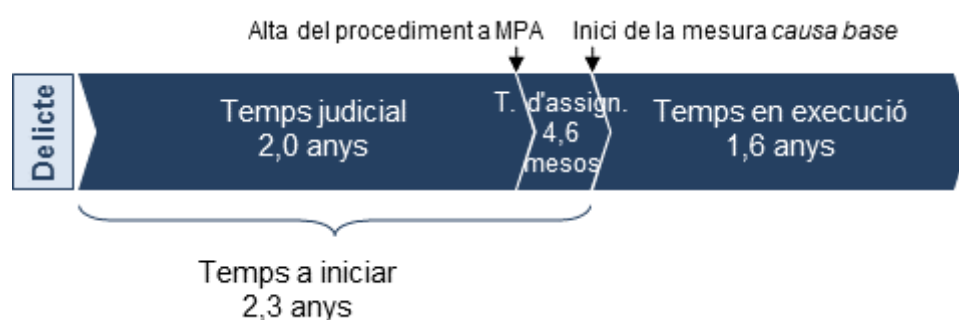 Alta del procediment a MPA
Inici de la mesura causa base
Delicte
Temps judicial
2,0 anys
T. d'assign.
4,6
mesos
Temps en execució
1,6 anys
Temps a iniciar
2,3 anys